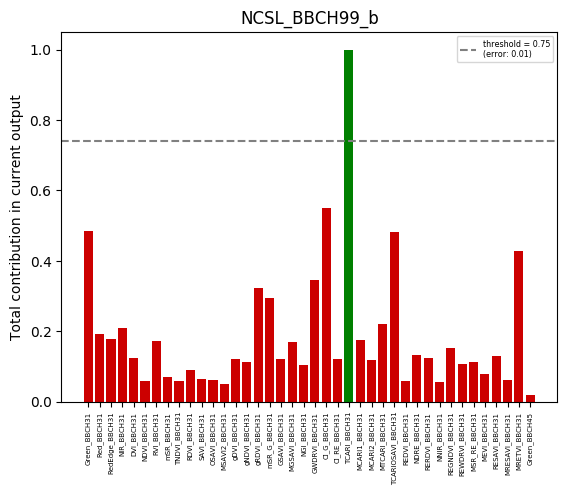 NCSL_BBCH99_b
threshold = 0.75
(error: 0.01)
Total contribution in current output
1.0
0.8
0.6
0.4
0.2
0.0
Green_BBCH31
Red_BBCH31
RedEdge_BBCH31
NIR_BBCH31
DVI_BBCH31
NDVI_BBCH31
RVI_BBCH31
mSR_BBCH31
TNDVI_BBCH31
RDVI_BBCH31
SAVI_BBCH31
OSAVI_BBCH31
MSAVI2_BBCH31
gDVI_BBCH31
gNDVI_BBCH31
gRDVI_BBCH31
mSR_G_BBCH31
GSAVI_BBCH31
MGSAVI_BBCH31
NGI_BBCH31
GWDRVI_BBCH31
CI_G_BBCH31
CI_RE_BBCH31
TCARI_BBCH31
MCARI1_BBCH31
MCARI2_BBCH31
MTCARI_BBCH31
TCARIOSAVI_BBCH31
REDVI_BBCH31
NDRE_BBCH31
RERDVI_BBCH31
NNIR_BBCH31
REGNDVI_BBCH31
REWDRVI_BBCH31
MSR_RE_BBCH31
MEVI_BBCH31
RESAVI_BBCH31
MRESAVI_BBCH31
MRETVI_BBCH31
Green_BBCH45